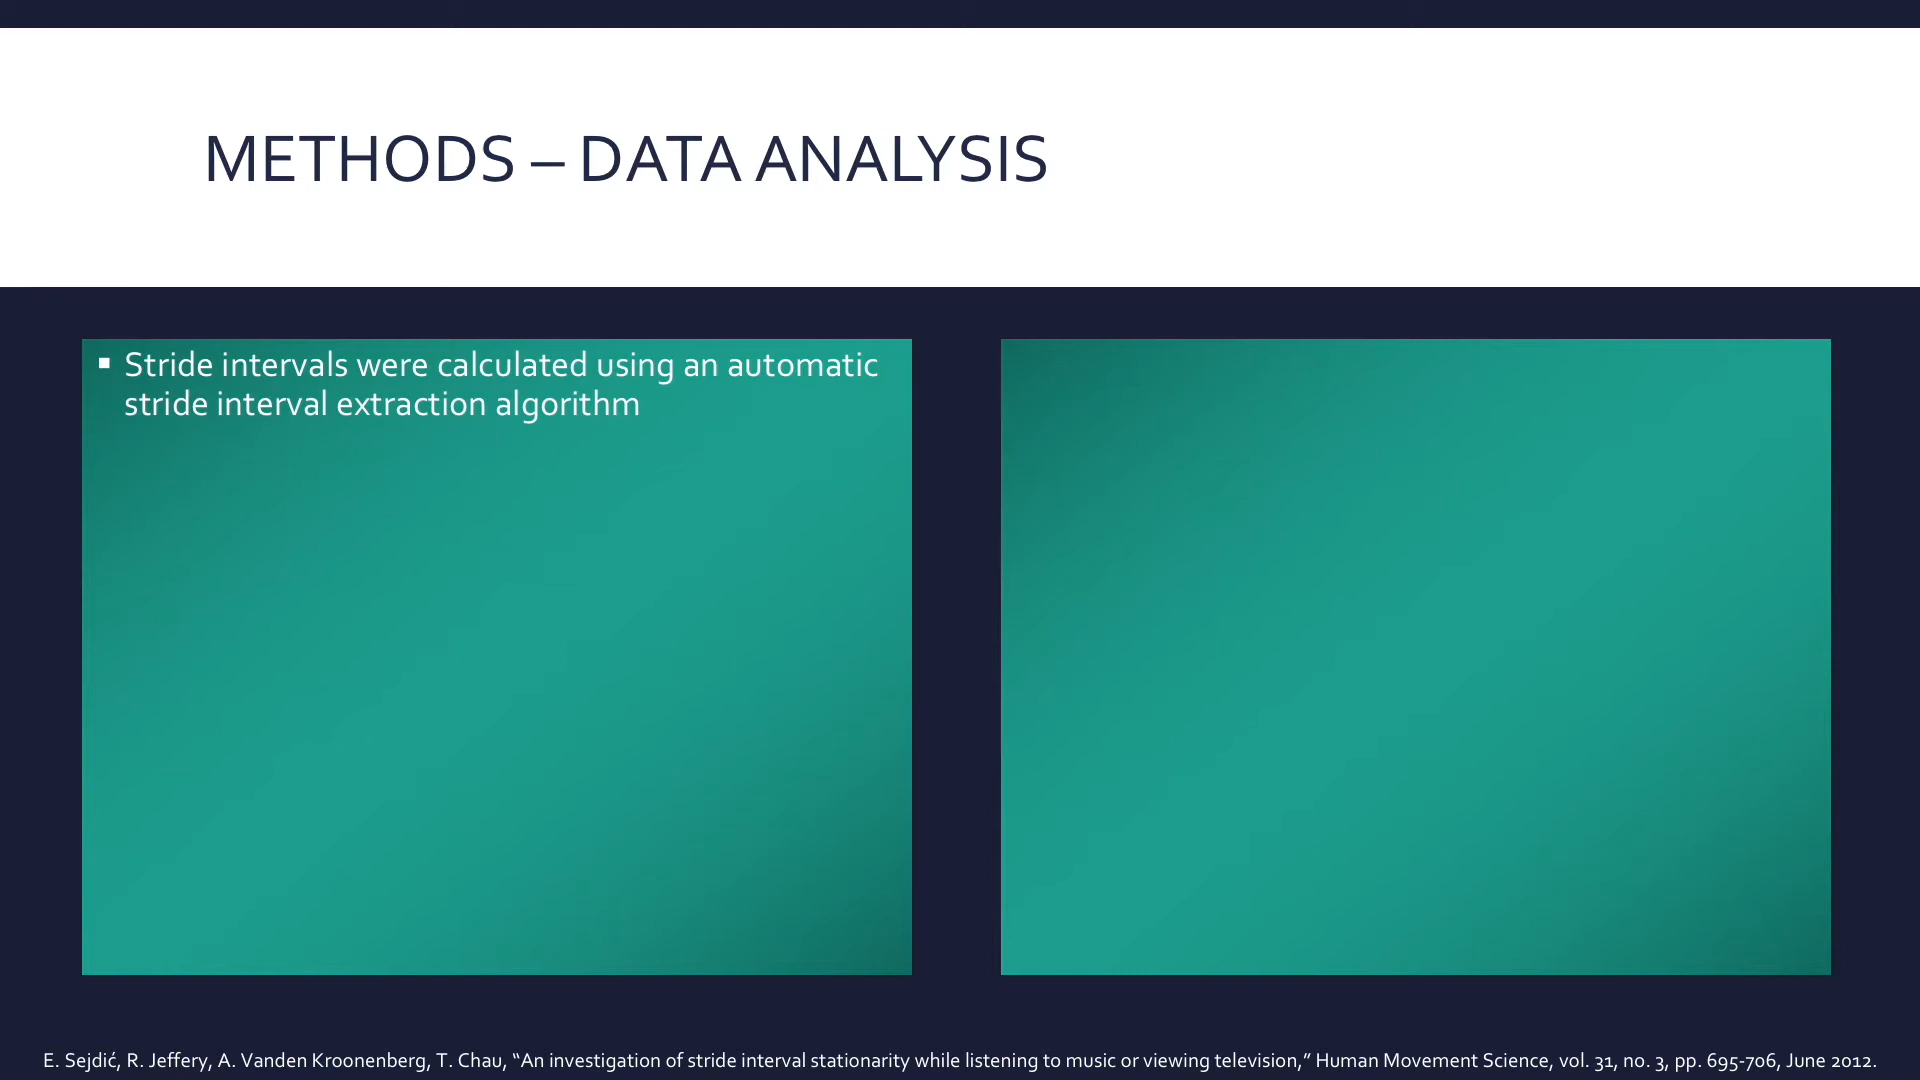 METHODS – DATA ANALYSIS
▪ Stride intervals were calculated using an automatic
stride interval extraction algorithm
E. Sejdić, R. Jeffery, A. Vanden Kroonenberg, T. Chau, “An investigation of stride interval stationarity while listening to music or viewing television,” Human Movement Science, vol. 31, no. 3, pp. 695-706, June 2012.